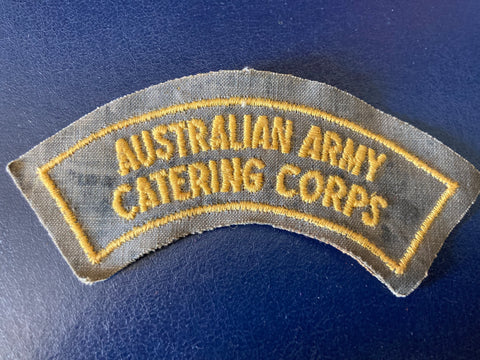 AUSTRALIAN ARMY
CATERING CORPS